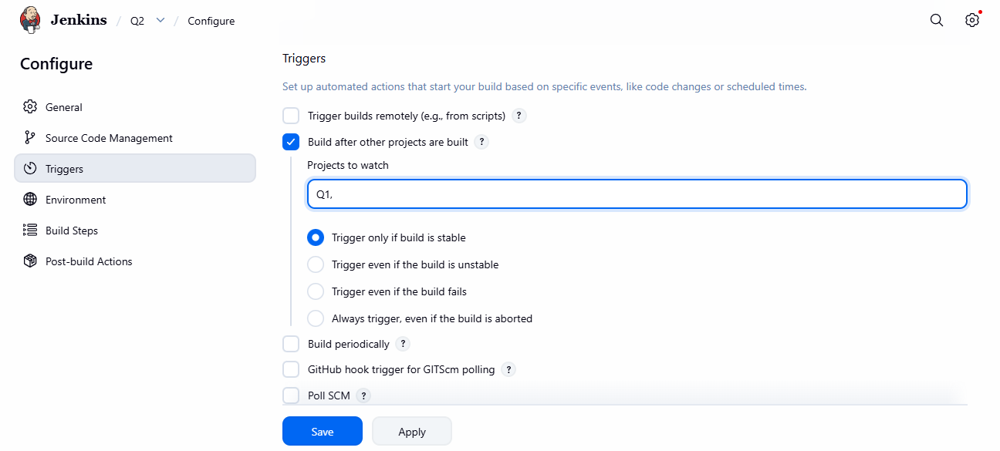 Jenkins / Q2 / Configure
Configure
General
Source Code Management
Triggers
Environment
Build Steps
Post-build Actions
Triggers
Set up automated actions that start your build based on specific events, like code changes or scheduled times.
Trigger builds remotely (e.g., from scripts) ?
Build after other projects are built ?
Projects to watch
Q1,
Trigger only if build is stable
Trigger even if the build is unstable
Trigger even if the build fails
Always trigger, even if the build is aborted
Build periodically ?
GitHub hook trigger for GITScm polling ?
Poll SCM ?
Save Apply